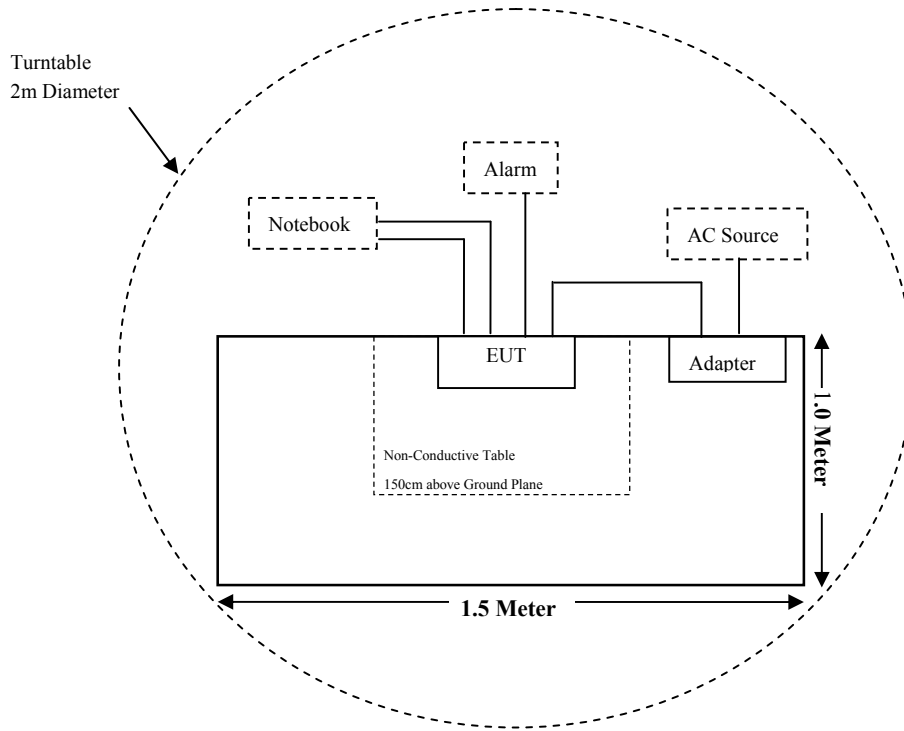 Turntable
2m Diameter
Alarm
Notebook
AC Source
EUT
Adapter
1.0 Meter
Non-Conductive Table
150cm above Ground Plane
1.5 Meter